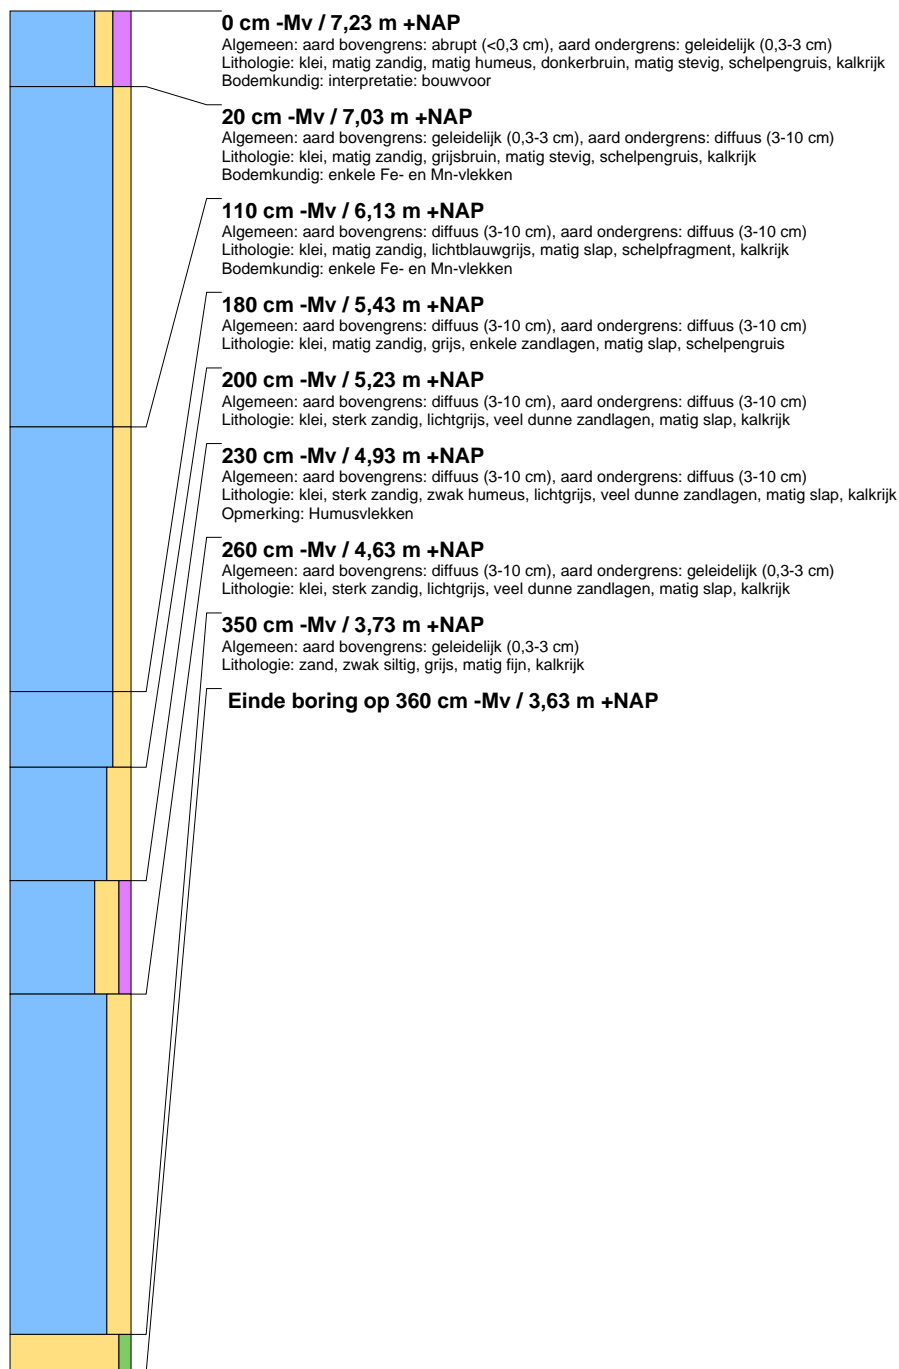 0 cm -Mv / 7,23 m +NAP
Algemeen: aard bovengrens: abrupt (<0,3 cm), aard ondergrens: geleidelijk (0,3-3 cm)
Lithologie: klei, matig zandig, matig humeus, donkerbruin, matig stevig, schelpengruis, kalkrijk
Bodemkundig: interpretatie: bouwvoor
20 cm -Mv / 7,03 m +NAP
Algemeen: aard bovengrens: geleidelijk (0,3-3 cm), aard ondergrens: diffuus (3-10 cm)
Lithologie: klei, matig zandig, grijsbruin, matig stevig, schelpengruis, kalkrijk
Bodemkundig: enkele Fe- en Mn-vlekken
110 cm -Mv / 6,13 m +NAP
Algemeen: aard bovengrens: diffuus (3-10 cm), aard ondergrens: diffuus (3-10 cm)
Lithologie: klei, matig zandig, lichtblauwgrijs, matig slap, schelpfragment, kalkrijk
Bodemkundig: enkele Fe- en Mn-vlekken
180 cm -Mv / 5,43 m +NAP
Algemeen: aard bovengrens: diffuus (3-10 cm), aard ondergrens: diffuus (3-10 cm)
Lithologie: klei, matig zandig, grijs, enkele zandlagen, matig slap, schelpengruis
200 cm -Mv / 5,23 m +NAP
Algemeen: aard bovengrens: diffuus (3-10 cm), aard ondergrens: diffuus (3-10 cm)
Lithologie: klei, sterk zandig, lichtgrijs, veel dunne zandlagen, matig slap, kalkrijk
230 cm -Mv / 4,93 m +NAP
Algemeen: aard bovengrens: diffuus (3-10 cm), aard ondergrens: diffuus (3-10 cm)
Lithologie: klei, sterk zandig, zwak humeus, lichtgrijs, veel dunne zandlagen, matig slap, kalkrijk
Opmerking: Humusvlekken
260 cm -Mv / 4,63 m +NAP
Algemeen: aard bovengrens: diffuus (3-10 cm), aard ondergrens: geleidelijk (0,3-3 cm)
Lithologie: klei, sterk zandig, lichtgrijs, veel dunne zandlagen, matig slap, kalkrijk
350 cm -Mv / 3,73 m +NAP
Algemeen: aard bovengrens: geleidelijk (0,3-3 cm)
Lithologie: zand, zwak siltig, grijs, matig fijn, kalkrijk
Einde boring op 360 cm -Mv / 3,63 m +NAP